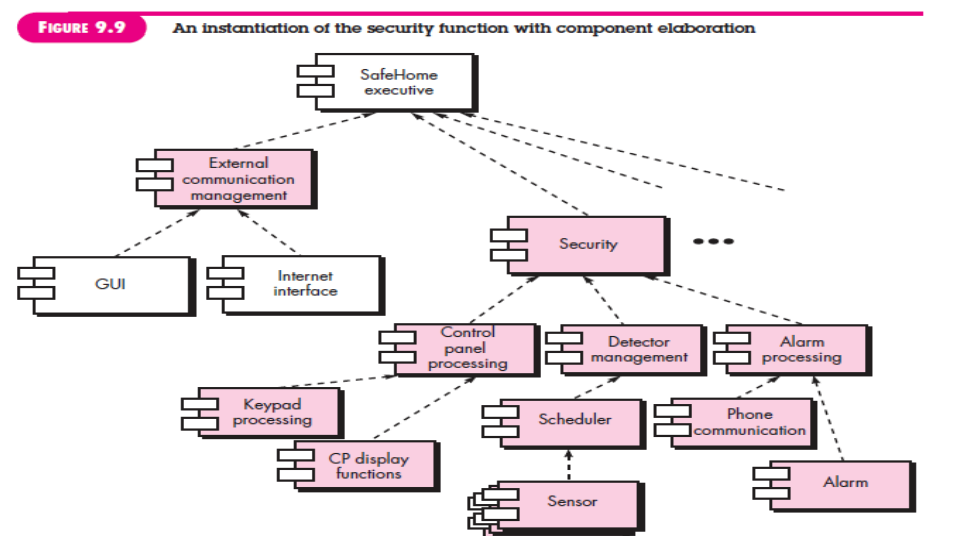 FIGURE 9.9
An instantiation of the security function with component elaboration
SafeHome
executive
External
communication
management
Security
GUI
Internet
interface
Control
panel
processing
Detector
management
Alarm
processing
Keypad
processing
Scheduler
Phone
communication
CP display
functions
Sensor
Alarm